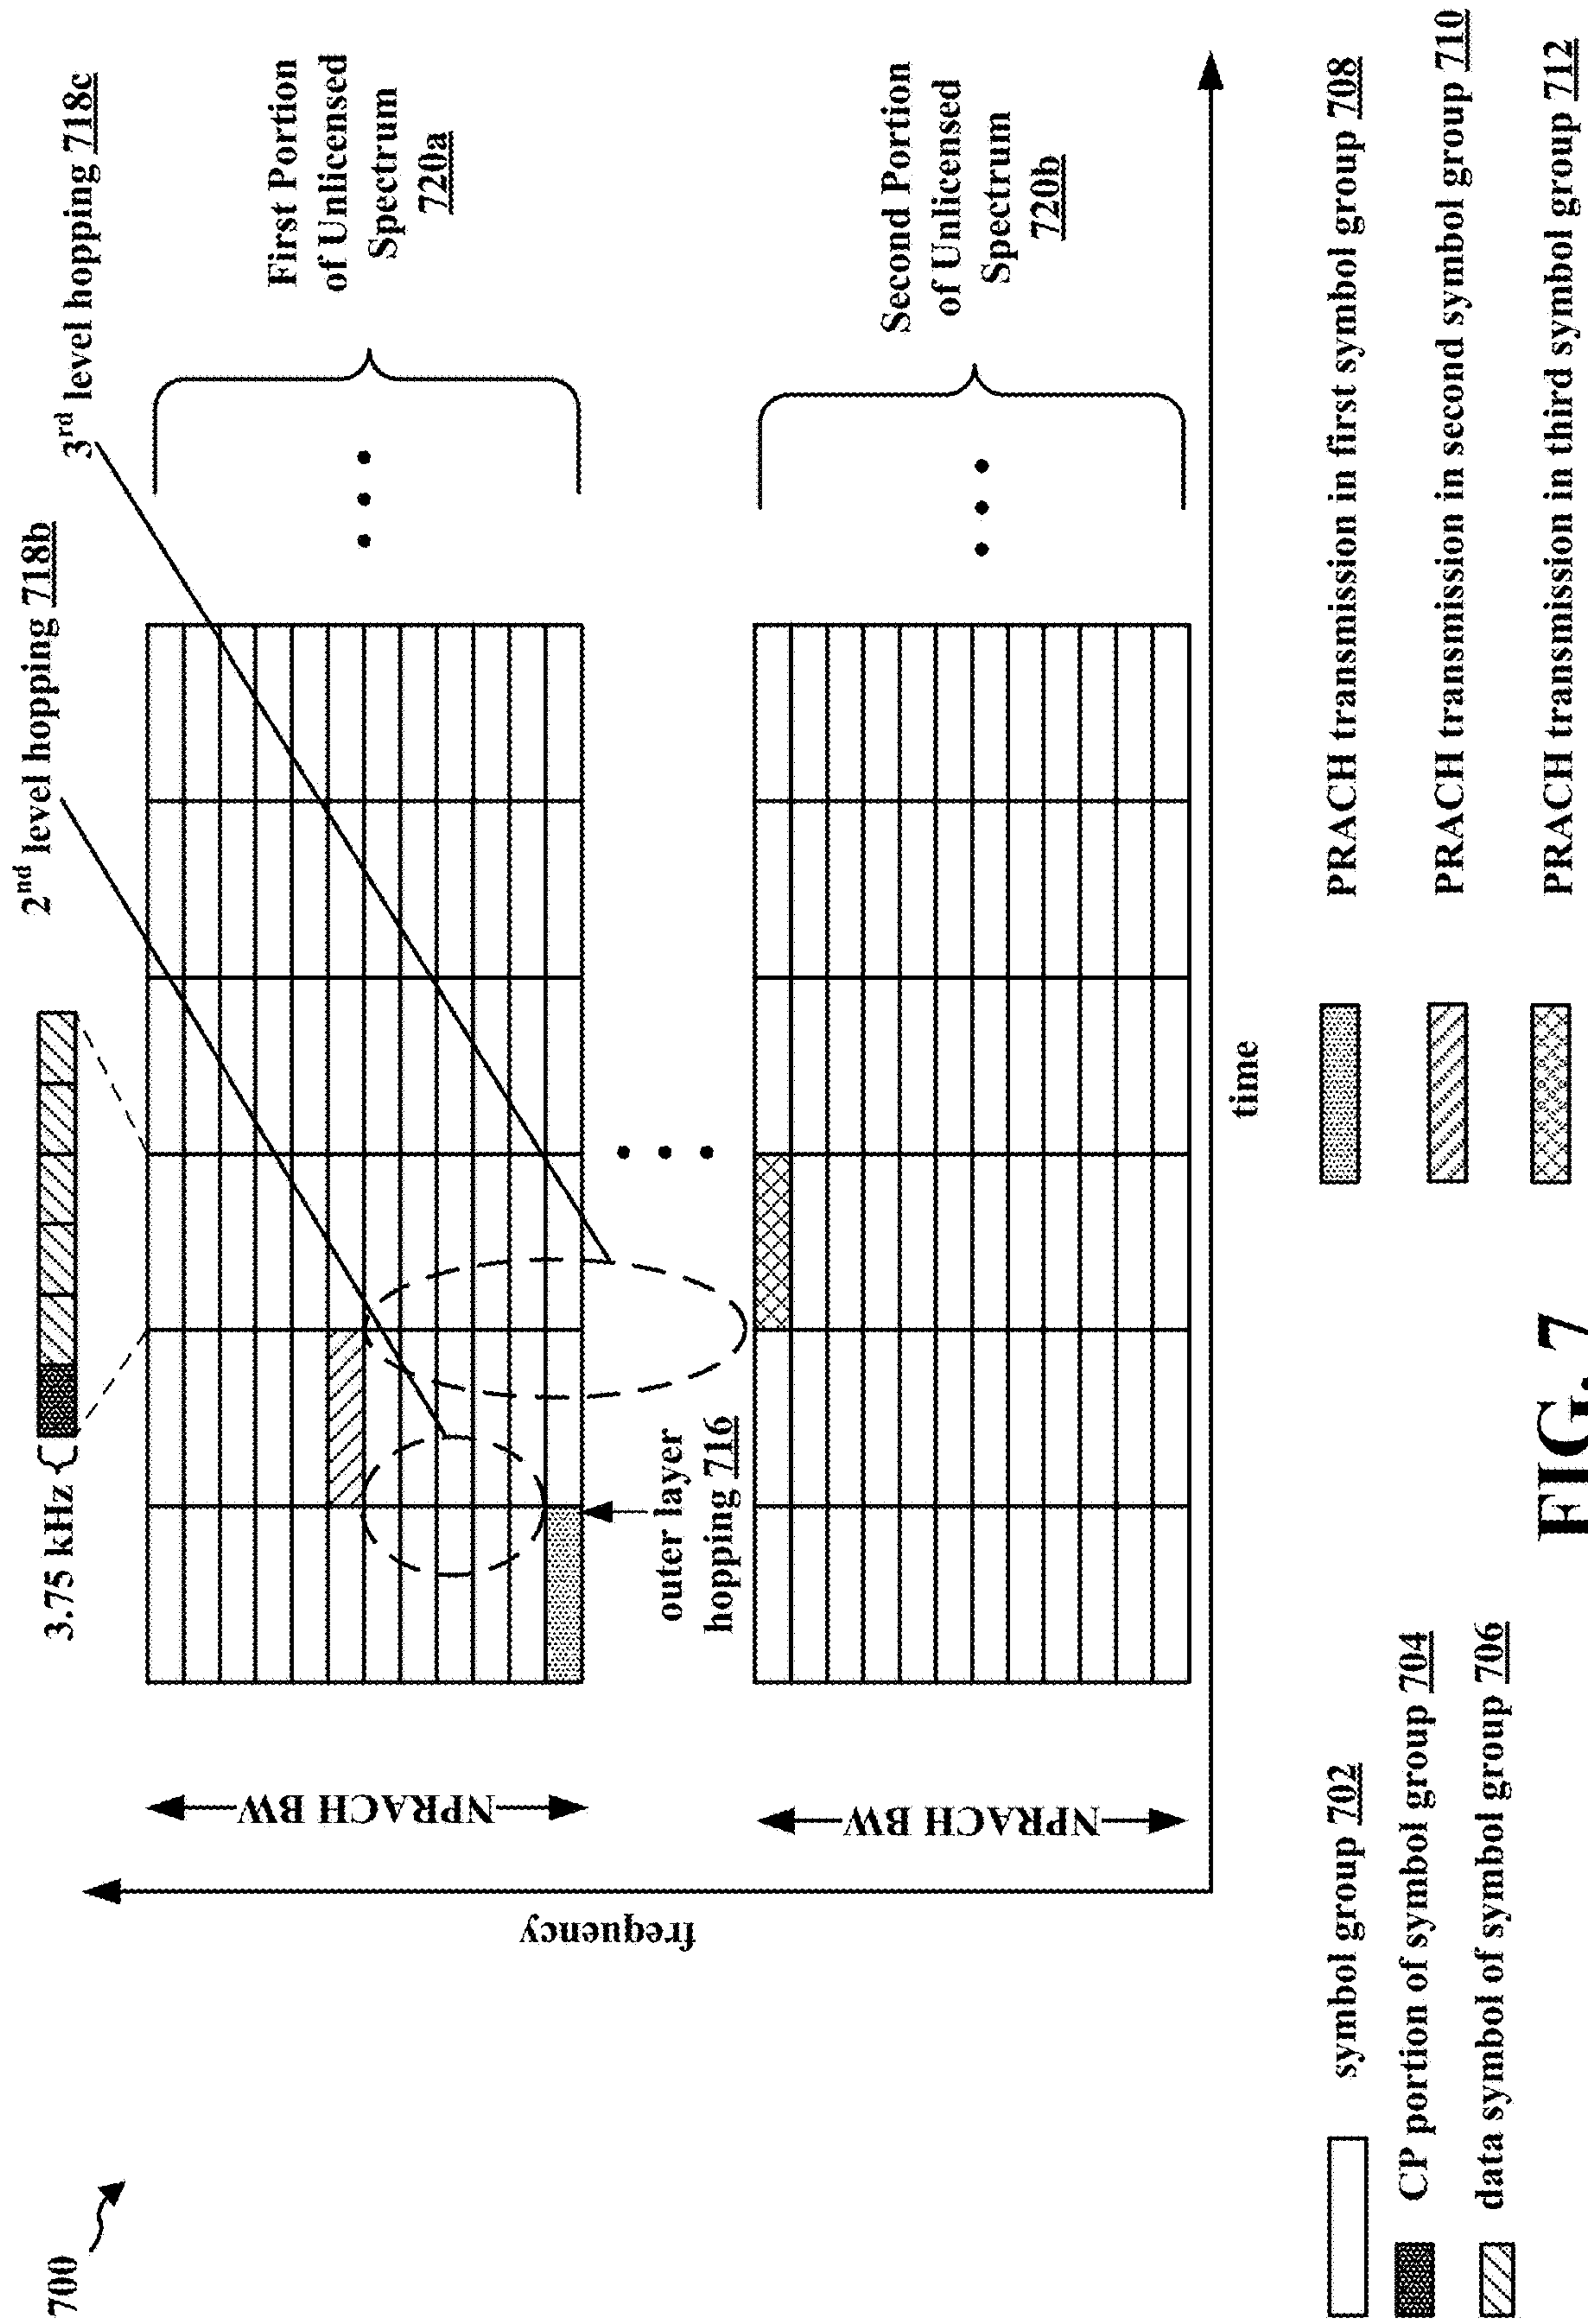 700
3.75 kHz
2nd level hopping 718b
3rd level hopping 718c
NPRACH BW
First Portion
of Unlicensed
Spectrum
720a
outer layer
hopping 716
NPRACH BW
Second Portion
of Unlicensed
Spectrum
720b
frequency
time
symbol group 702
CP portion of symbol group 704
data symbol of symbol group 706
PRACH transmission in first symbol group 708
PRACH transmission in second symbol group 710
PRACH transmission in third symbol group 712
FIG. 7